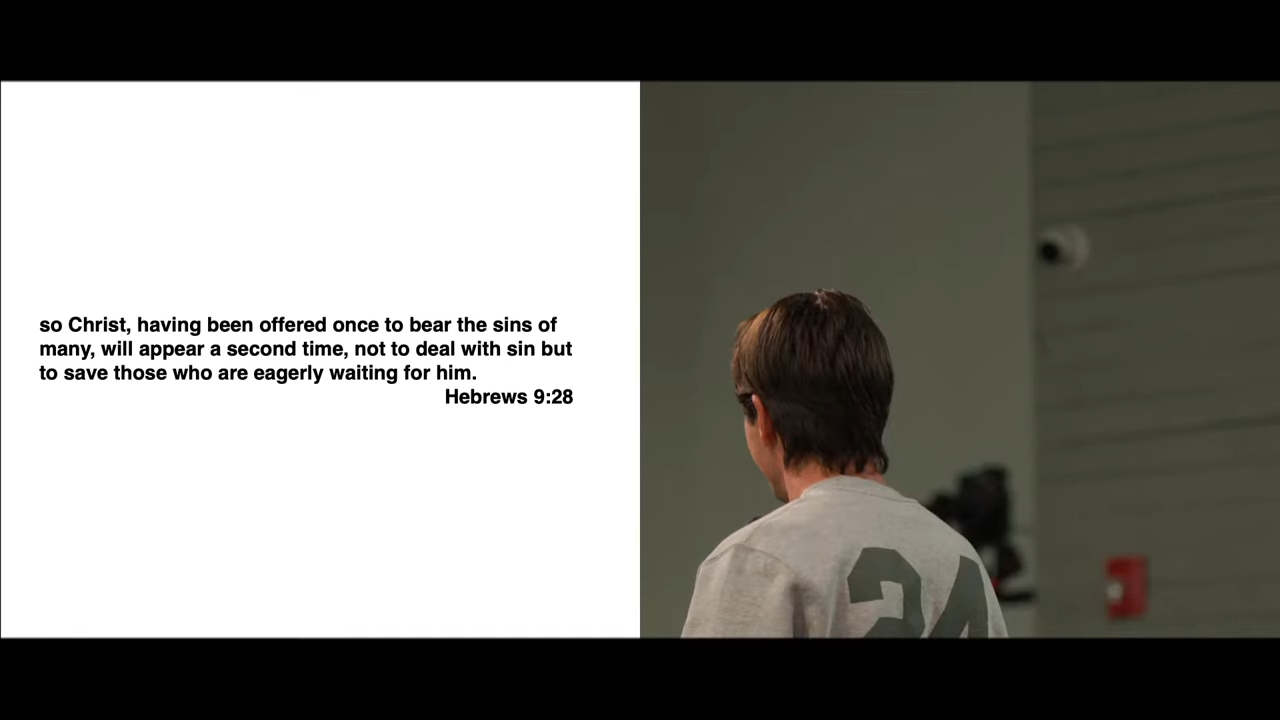 so Christ, having been offered once to bear the sins of
many, will appear a second time, not to deal with sin but
to save those who are eagerly waiting for him.
Hebrews 9:28
24